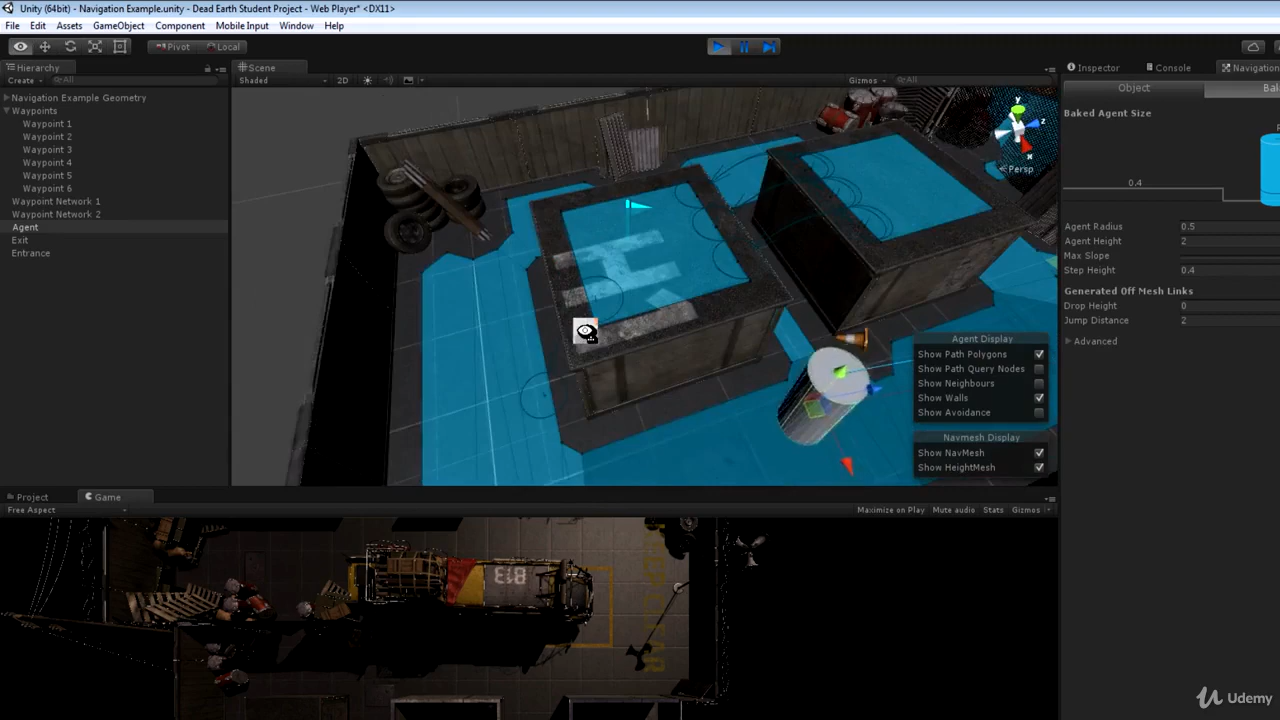 Unity (64bit) - Navigation Example.unity - Dead Earth Student Project - Web Player* <DX11>
File Edit Assets GameObject Component Window Help
Pivot Local
Hierarchy
Create All
Navigation Example Geometry
Waypoints
Waypoint 1
Waypoint 2
Waypoint 3
Waypoint 4
Waypoint 5
Waypoint 6
Waypoint Network 1
Waypoint Network 2
Agent
Exit
Entrance
Scene
Shaded 2D Gizmos All
y
z
x
Persp
H
Agent Display
Show Path Polygons
Show Path Query Nodes
Show Neighbours
Show Walls
Show Avoidance
Navmesh Display
Show NavMesh
Show HeightMesh
Inspector Console Navigation
Object Ba
Baked Agent Size
0.4
Agent Radius 0.5
Agent Height 2
Max Slope
Step Height 0.4
Generated Off Mesh Links
Drop Height 0
Jump Distance 2
Advanced
Project Game
Free Aspect Maximize on Play Mute audio Stats Gizmos
813
Udemy